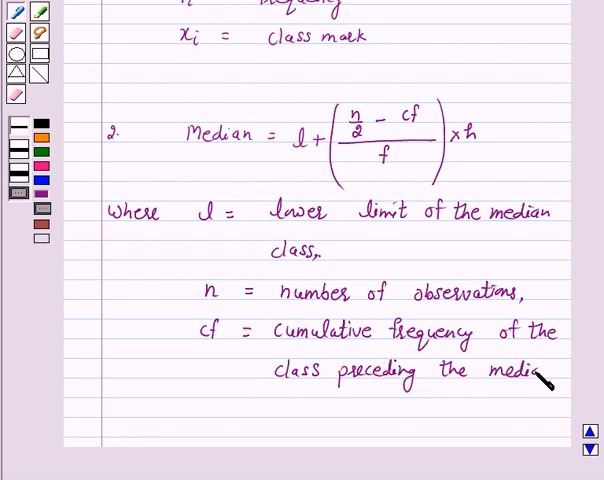 frequency
xi = class mark
2. Median = l + ( (n/2 - cf) / f ) × h
where l = lower limit of the median
class,
n = number of observations,
cf = cumulative frequency of the
class preceding the media